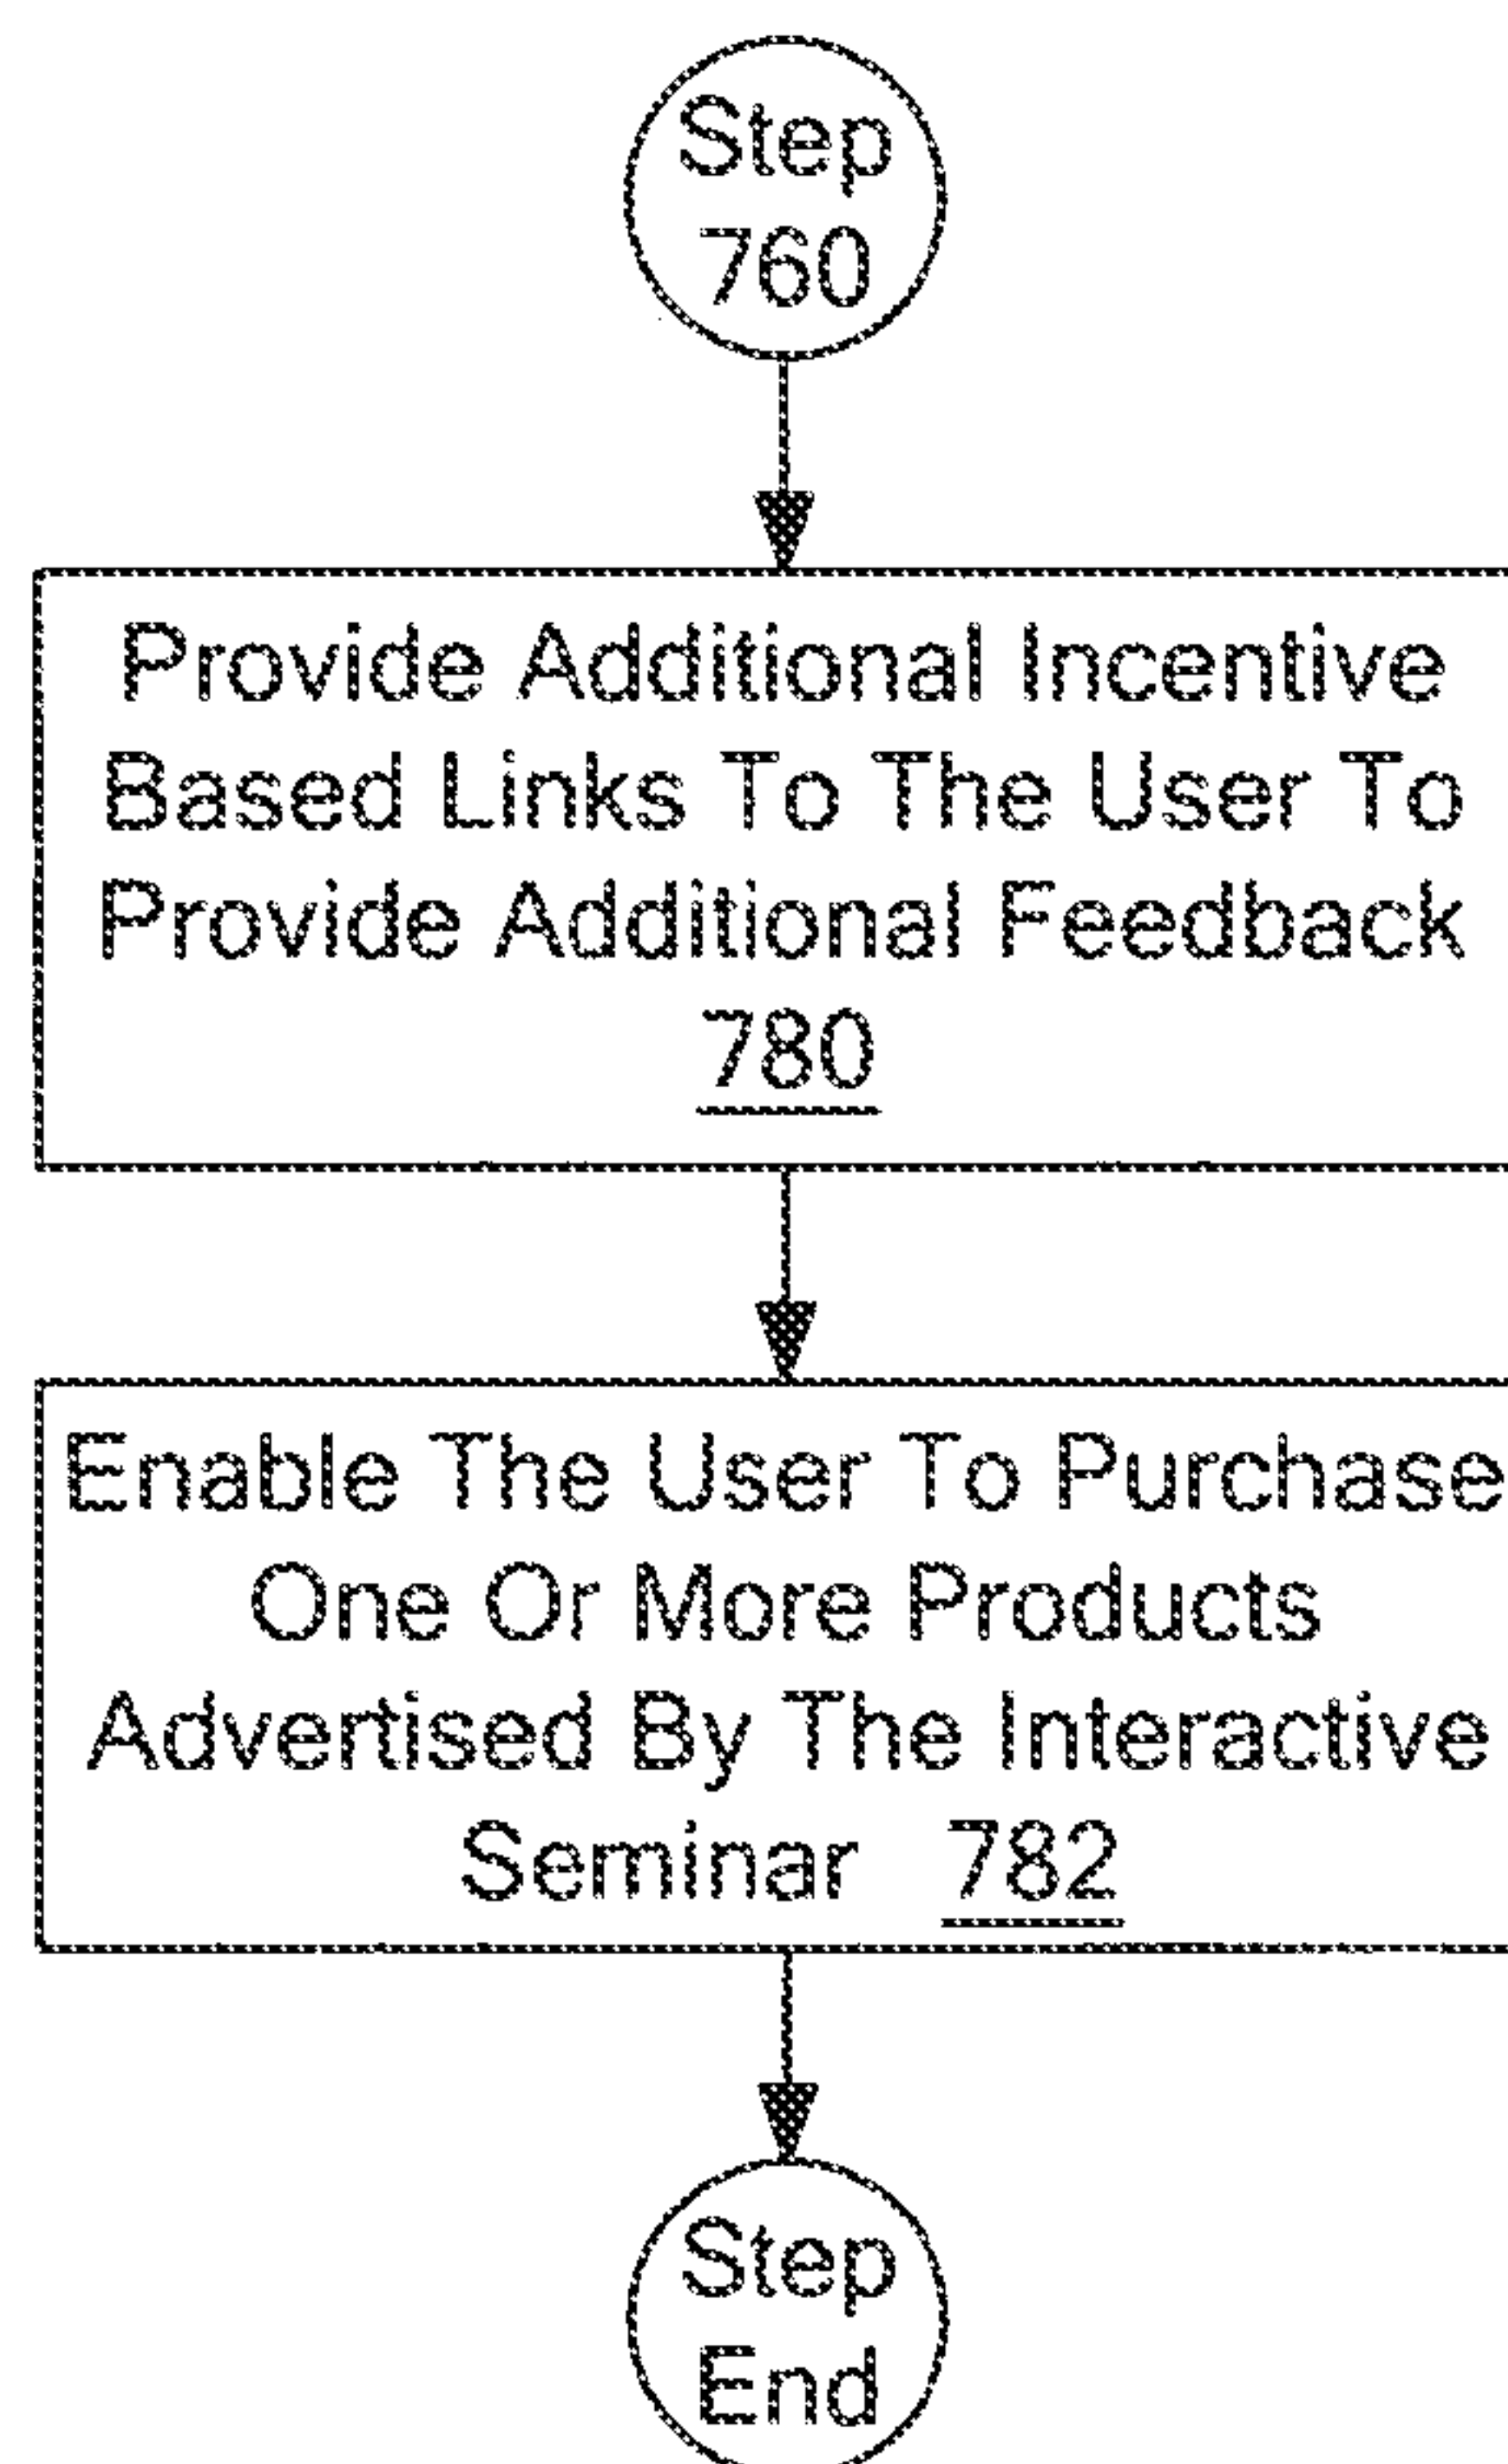 Step
760
Provide Additional Incentive
Based Links To The User To
Provide Additional Feedback
780
Enable The User To Purchase
One Or More Products
Advertised By The Interactive
Seminar 782
Step
End